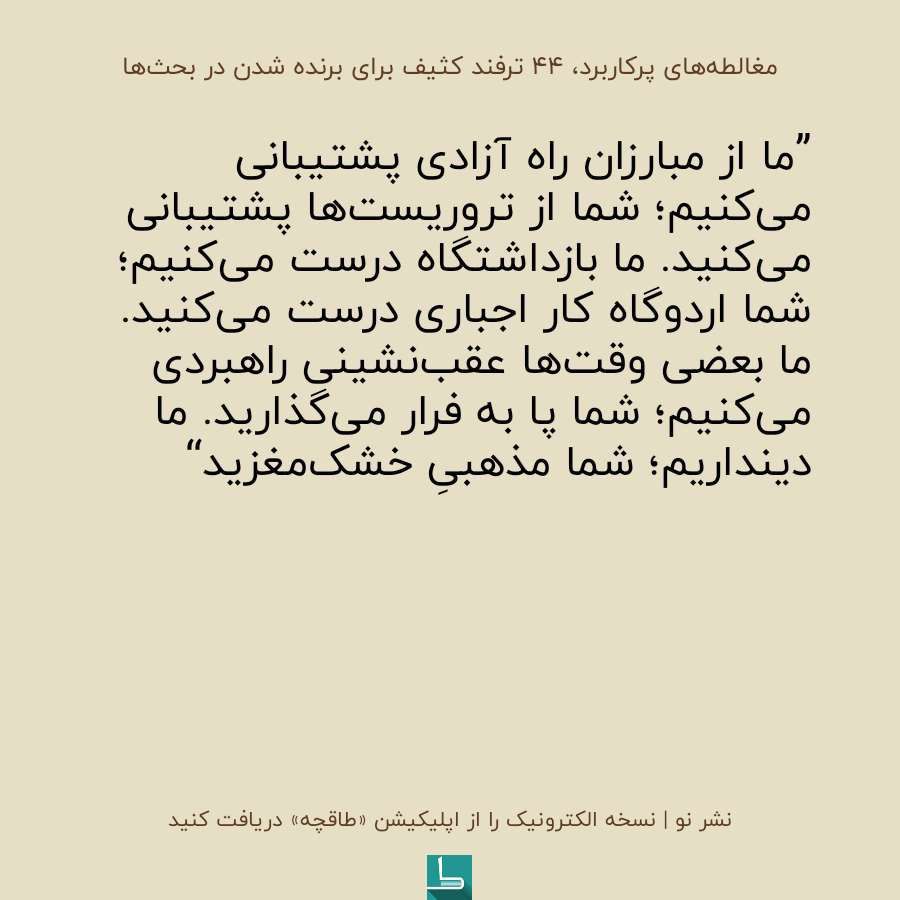 مغالطه‌های پرکاربرد، ۴۴ ترفند کثیف برای برنده شدن در بحث‌ها
”ما از مبارزان راه آزادی پشتیبانی
می‌کنیم؛ شما از تروریست‌ها پشتیبانی
می‌کنید. ما بازداشتگاه درست می‌کنیم؛
شما اردوگاه کار اجباری درست می‌کنید.
ما بعضی وقت‌ها عقب‌نشینی راهبردی
می‌کنیم؛ شما پا به فرار می‌گذارید. ما
دینداریم؛ شما مذهبیِ خشک‌مغزید“
نشر نو | نسخه الکترونیک را از اپلیکیشن «طاقچه» دریافت کنید